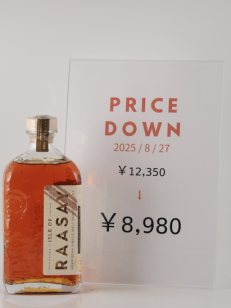 PRICE
DOWN
2025 / 8 / 27
￥12,350
↓
￥8,980
ISLE OF
RAASAY